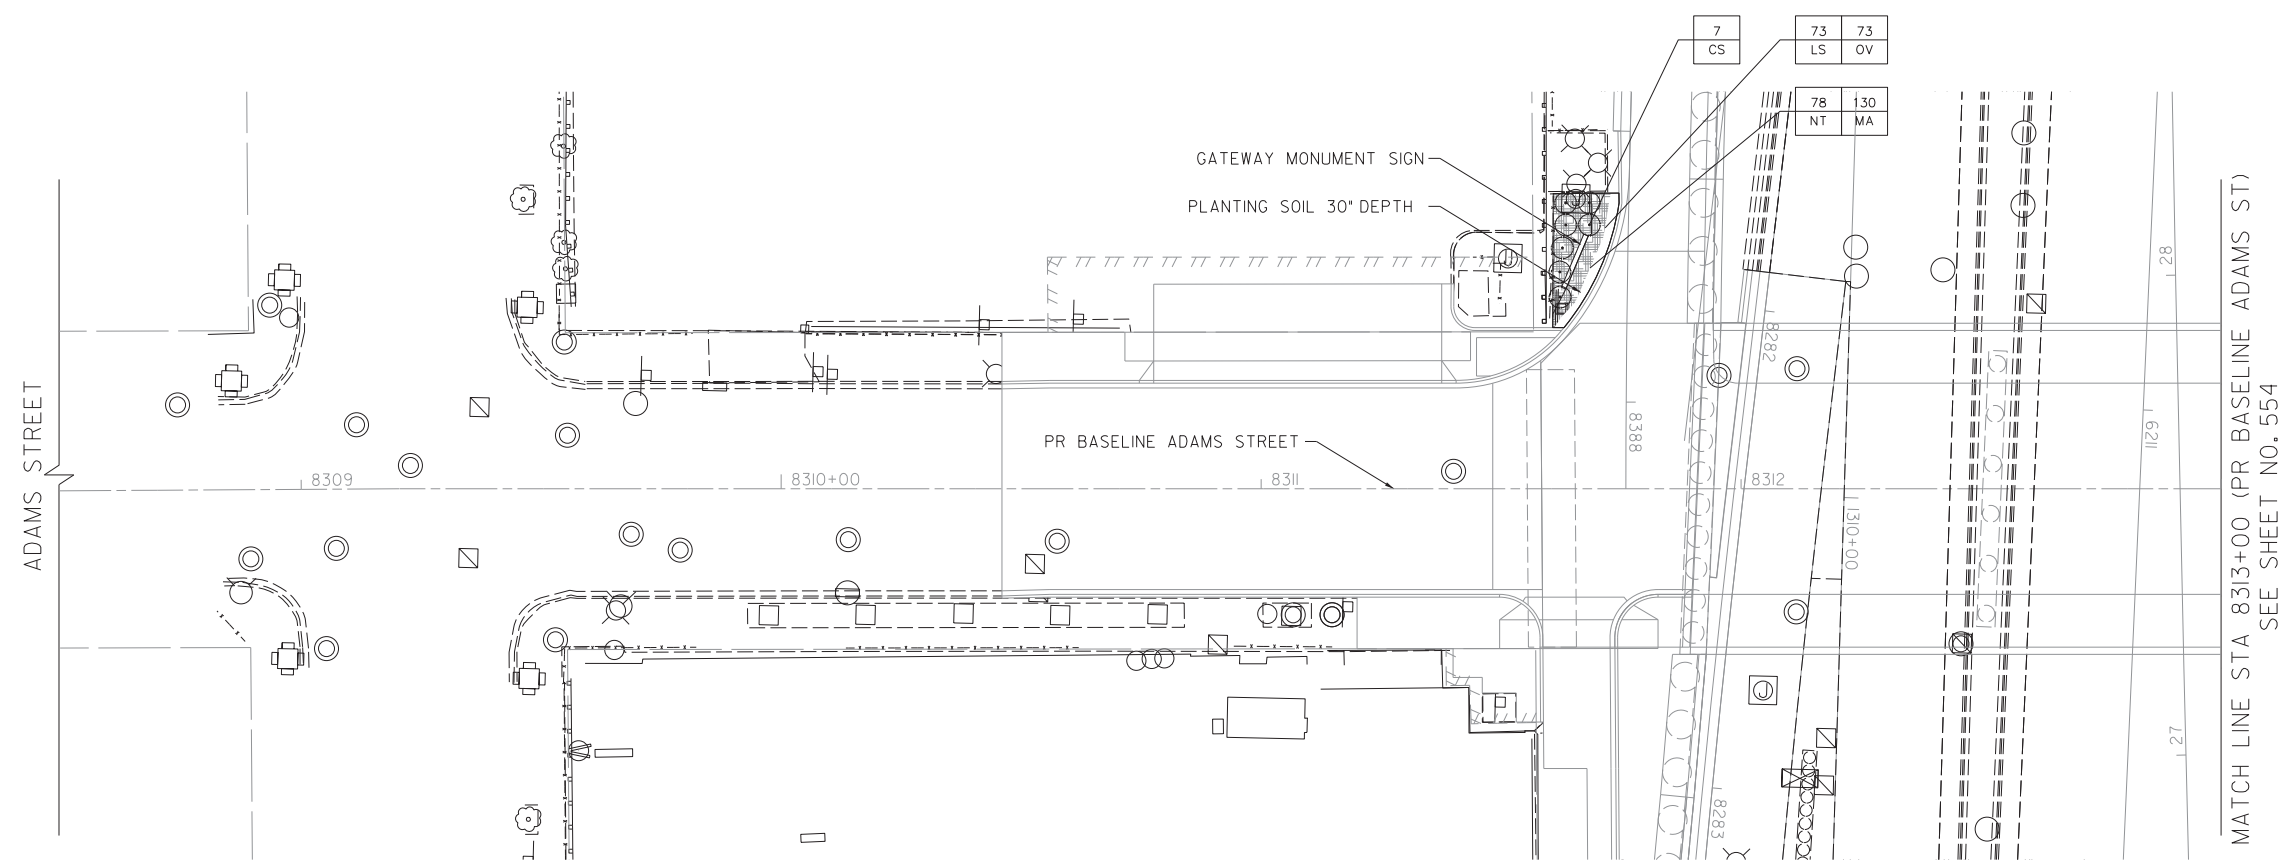 7
CS
73 73
LS OV
78 130
NT MA
GATEWAY MONUMENT SIGN
PLANTING SOIL 30" DEPTH
J
J
PR BASELINE ADAMS STREET
8309
8310+00
8311
8312
8388
8282
8283
1310+00
6211
28
27
ADAMS STREET
MATCH LINE STA 8313+00 (PR BASELINE ADAMS ST)
SEE SHEET NO. 554